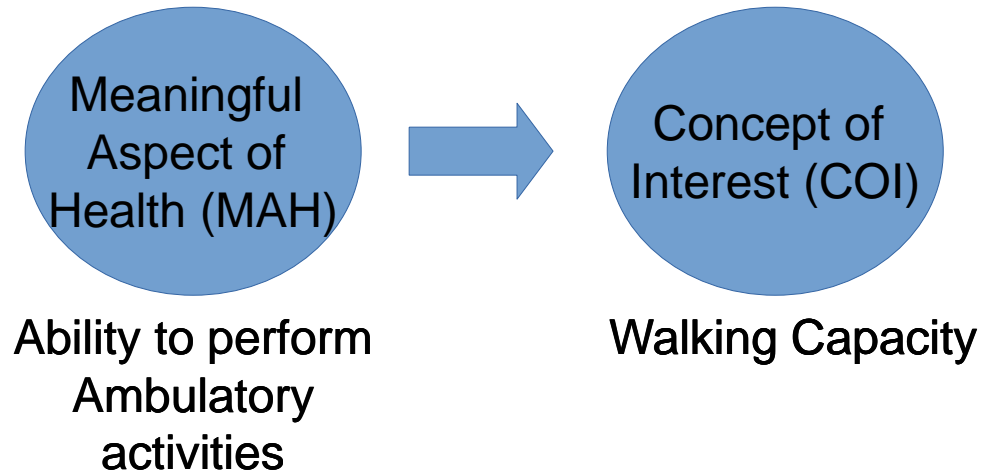 Meaningful
Aspect of
Health (MAH)
Ability to perform
Ambulatory
activities
Concept of
Interest (COI)
Walking Capacity